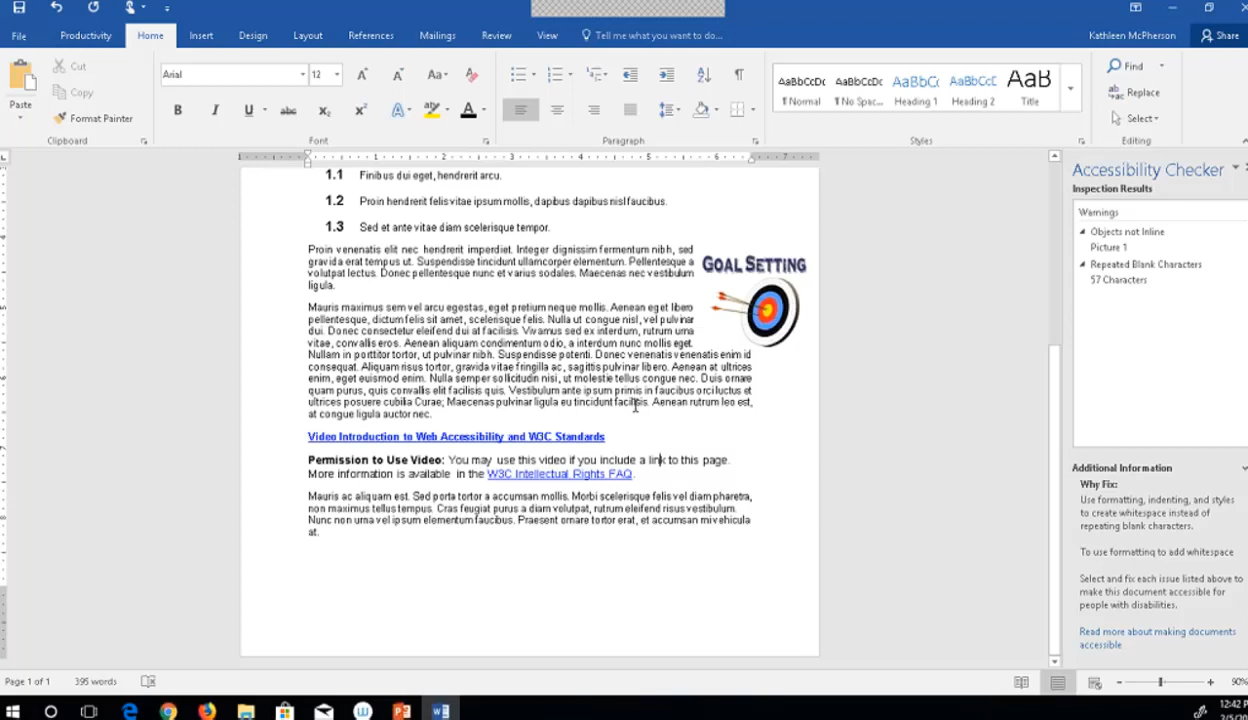 File Productivity Home Insert Design Layout References Mailings Review View Tell me what you want to do... Kathleen McPherson Share
Cut
Copy
Format Painter
Paste
Clipboard
Arial 12
Font
Paragraph
AaBbCcDc AaBbCcDc AaBbC( AaBbCcE AaB
¶ Normal ¶ No Spac... Heading 1 Heading 2 Title
Styles
Find
Replace
Select
Editing
1 1 2 3 4 5 6 7
1.1 Finibus dui eget, hendrerit arcu.
1.2 Proin hendrerit felis vitae ipsum mollis, dapibus dapibus nisl faucibus.
1.3 Sed et ante vitae diam scelerisque tempor.
Proin venenatis elit nec hendrerit imperdiet. Integer dignissim fermentum nibh, sed
gravida erat tempus ut. Suspendisse tincidunt ullamcorper elementum. Pellentesque a
volutpat lectus. Donec pellentesque nunc et varius sodales. Maecenas nec vestibulum
ligula.
GOAL SETTING
Mauris maximus sem vel arcu egestas, eget pretium neque mollis. Aenean eget libero
pellentesque, dictum felis sit amet, scelerisque felis. Nulla ut congue nisl, vel pulvinar
dui. Donec consectetur eleifend dui at facilisis. Vivamus sed ex interdum, rutrum urna
vitae, convallis eros. Aenean aliquam condimentum odio, a interdum nunc mollis eget.
Nullam in porttitor tortor, ut pulvinar nibh. Suspendisse potenti. Donec venenatis venenatis enim id
consequat. Aliquam risus tortor, gravida vitae fringilla ac, sagittis pulvinar libero. Aenean at ultrices
enim, eget euismod enim. Nulla semper sollicitudin nisi, ut molestie tellus congue nec. Duis ornare
quam purus, quis convallis elit facilisis quis. Vestibulum ante ipsum primis in faucibus orci luctus et
ultrices posuere cubilia Curae; Maecenas pulvinar ligula eu tincidunt facilisis. Aenean rutrum leo est,
at congue ligula auctor nec.
Video Introduction to Web Accessibility and W3C Standards
Permission to Use Video: You may use this video if you include a link to this page.
More information is available in the W3C Intellectual Rights FAQ.
Mauris ac aliquam est. Sed porta tortor a accumsan mollis. Morbi scelerisque felis vel diam pharetra,
non maximus tellus tempus. Cras feugiat purus a diam volutpat, rutrum eleifend risus vestibulum.
Nunc non urna vel ipsum elementum faucibus. Praesent ornare tortor erat, et accumsan mi vehicula
at.
Accessibility Checker
Inspection Results
Warnings
Objects not Inline
Picture 1
Repeated Blank Characters
57 Characters
Additional Information
Why Fix:
Use formatting, indenting, and styles
to create whitespace instead of
repeating blank characters.
To use formatting to add whitespace
Select and fix each issue listed above to
make this document accessible for
people with disabilities.
Read more about making documents
accessible
Page 1 of 1 395 words 90%
12:42 P